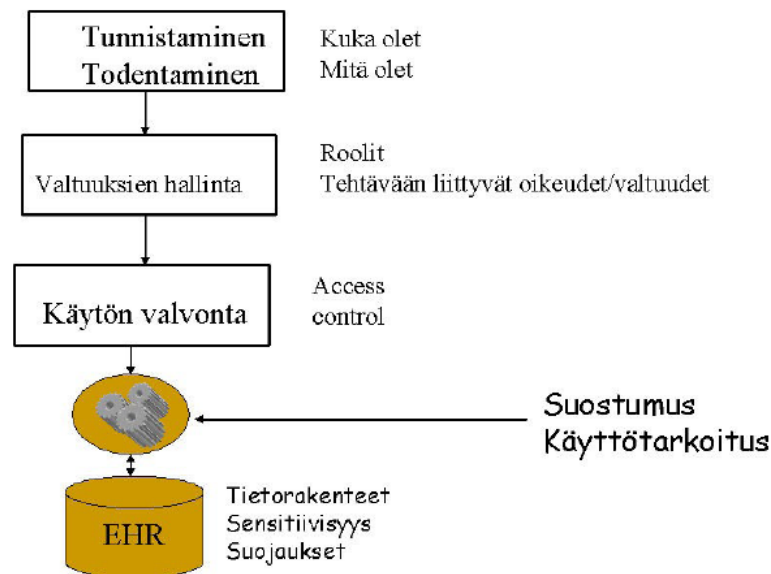 Tunnistaminen
Todentaminen
Kuka olet
Mitä olet
Valtuuksien hallinta
Roolit
Tehtävään liittyvät oikeudet/valtuudet
Käytön valvonta
Access
control
Suostumus
Käyttötarkoitus
EHR
Tietorakenteet
Sensitiivisyys
Suojaukset